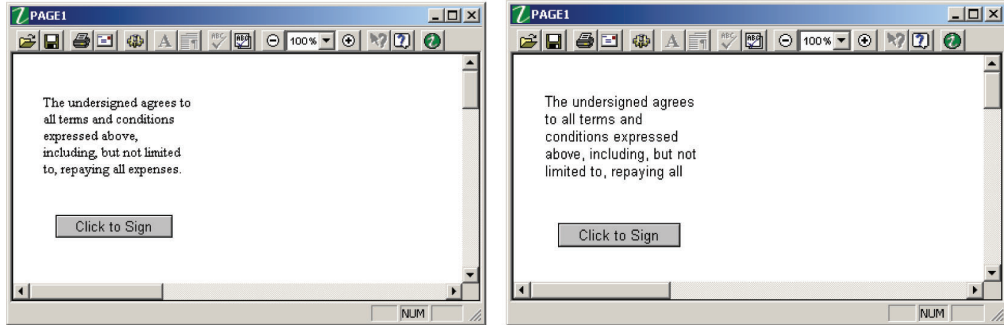 PAGE1
100%
The undersigned agrees to
all terms and conditions
expressed above,
including, but not limited
to, repaying all expenses.
Click to Sign
NUM
PAGE1
100%
The undersigned agrees
to all terms and
conditions expressed
above, including, but not
limited to, repaying all
Click to Sign
NUM